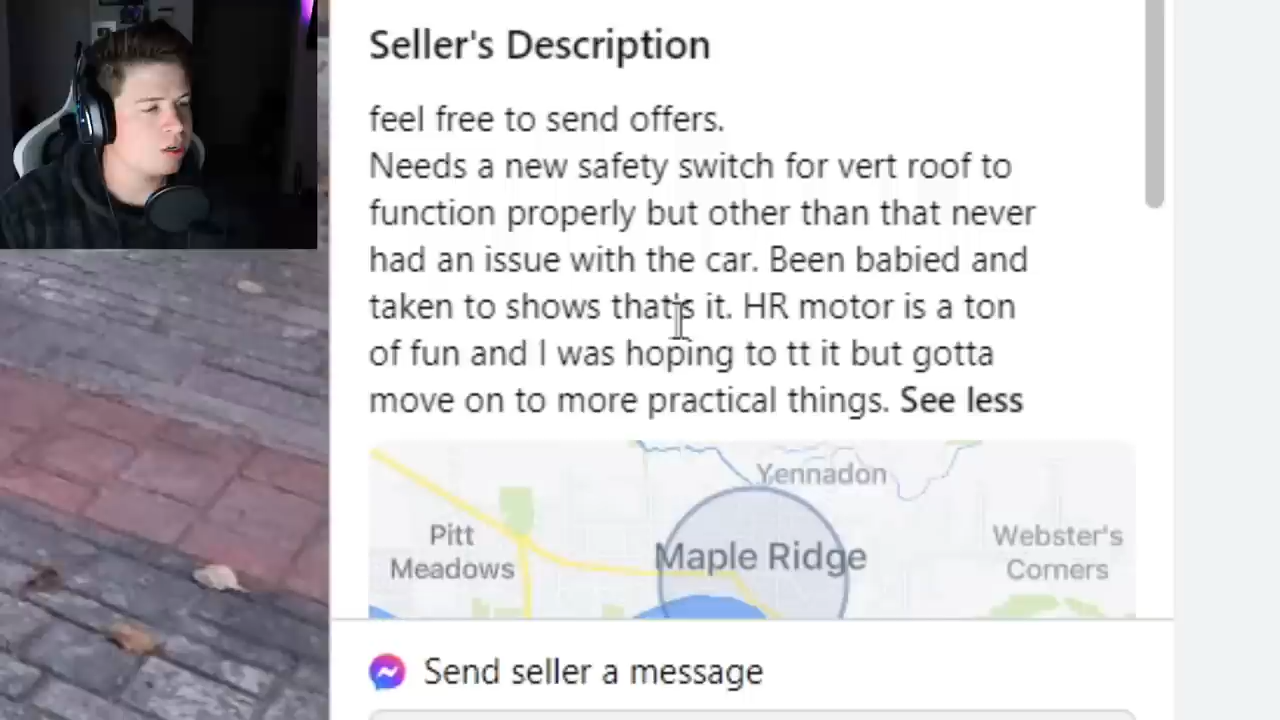 Seller's Description
feel free to send offers.
Needs a new safety switch for vert roof to
function properly but other than that never
had an issue with the car. Been babied and
taken to shows that's it. HR motor is a ton
of fun and I was hoping to tt it but gotta
move on to more practical things. See less
Yennadon
Pitt
Meadows
Maple Ridge
Webster's
Corners
Send seller a message